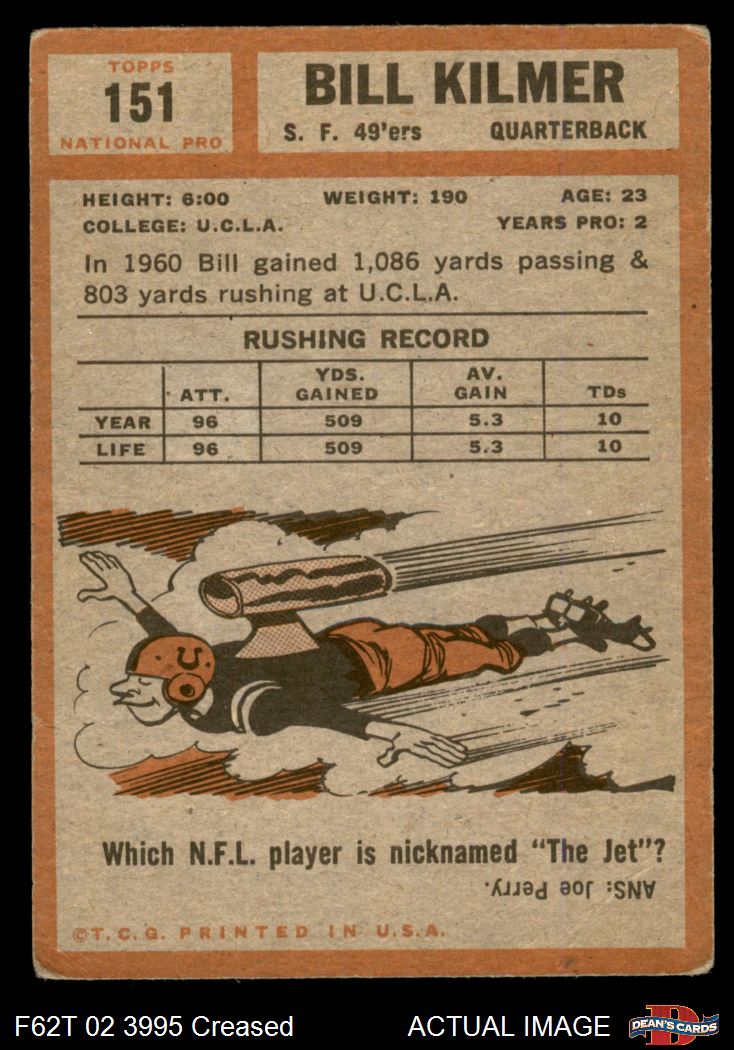 TOPPS
151
NATIONAL PRO
BILL KILMER
S. F. 49'ers QUARTERBACK
HEIGHT: 6:00 WEIGHT: 190 AGE: 23
COLLEGE: U.C.L.A. YEARS PRO: 2
In 1960 Bill gained 1,086 yards passing &
803 yards rushing at U.C.L.A.
RUSHING RECORD
ATT. YDS. GAINED AV. GAIN TDs
YEAR 96 509 5.3 10
LIFE 96 509 5.3 10
Which N.F.L. player is nicknamed "The Jet"?
ANS: Joe Perry.
©T.C.G. PRINTED IN U.S.A.
F62T 02 3995 Creased ACTUAL IMAGE
D
DEAN'S CARDS